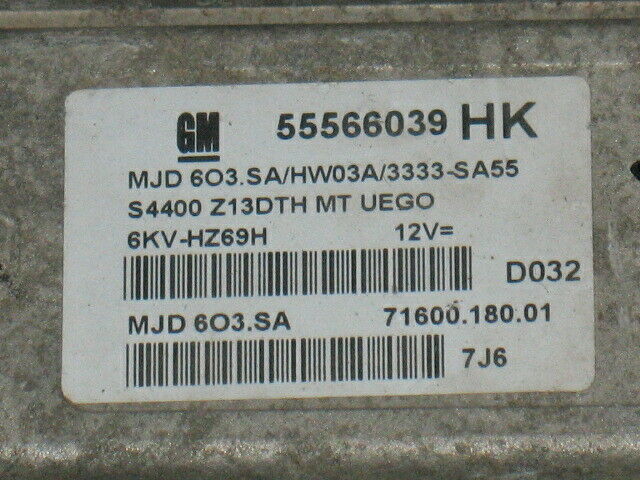 GM 55566039 HK
MJD 6O3.SA/HW03A/3333-SA55
S4400 Z13DTH MT UEGO
6KV-HZ69H 12V=
D032
MJD 6O3.SA 71600.180.01
7J6